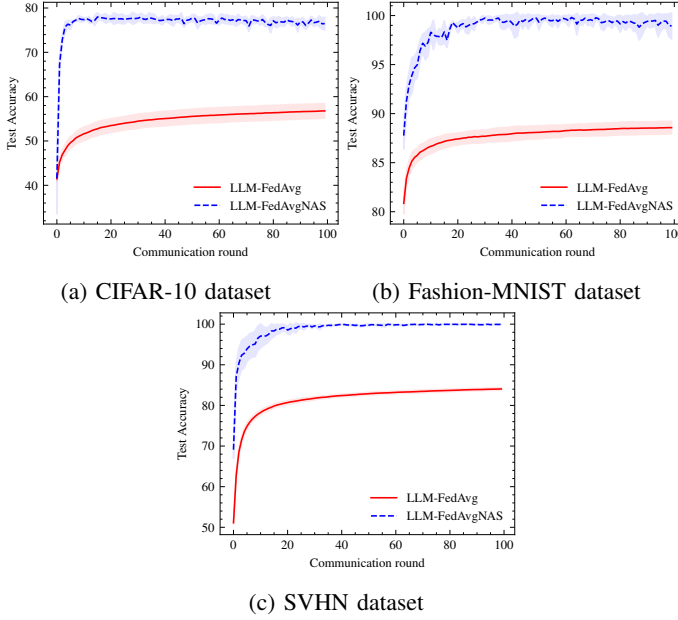 80
70
60
50
40
0 20 40 60 80 100
Test Accuracy
Communication round
LLM-FedAvg
LLM-FedAvgNAS
(a) CIFAR-10 dataset
100
95
90
85
80
0 20 40 60 80 100
Test Accuracy
Communication round
LLM-FedAvg
LLM-FedAvgNAS
(b) Fashion-MNIST dataset
100
90
80
70
60
50
0 20 40 60 80 100
Test Accuracy
Communication round
LLM-FedAvg
LLM-FedAvgNAS
(c) SVHN dataset